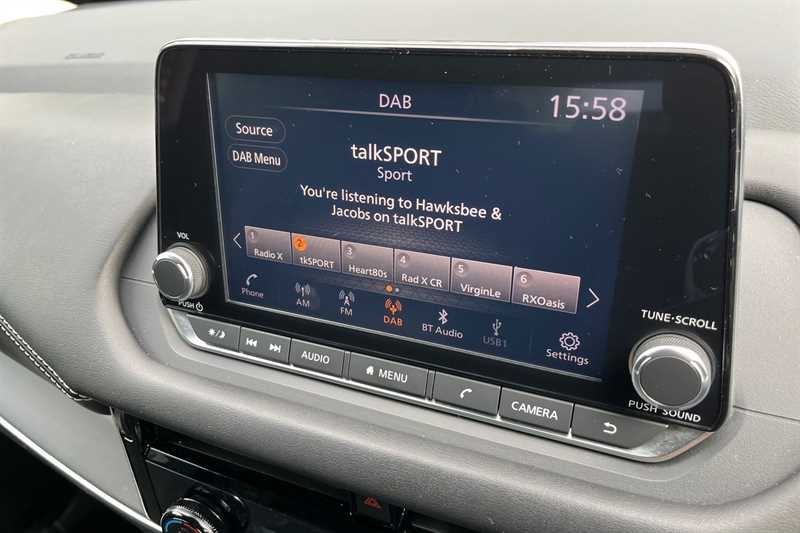 DAB
15:58
Source
DAB Menu
talkSPORT
Sport
You're listening to Hawksbee &
Jacobs on talkSPORT
1
Radio X
2
tkSPORT
3
Heart80s
4
Rad X CR
5
VirginLe
6
RXOasis
Phone
AM
FM
DAB
BT Audio
USB1
Settings
VOL
PUSH
TUNE·SCROLL
PUSH SOUND
AUDIO
MENU
CAMERA